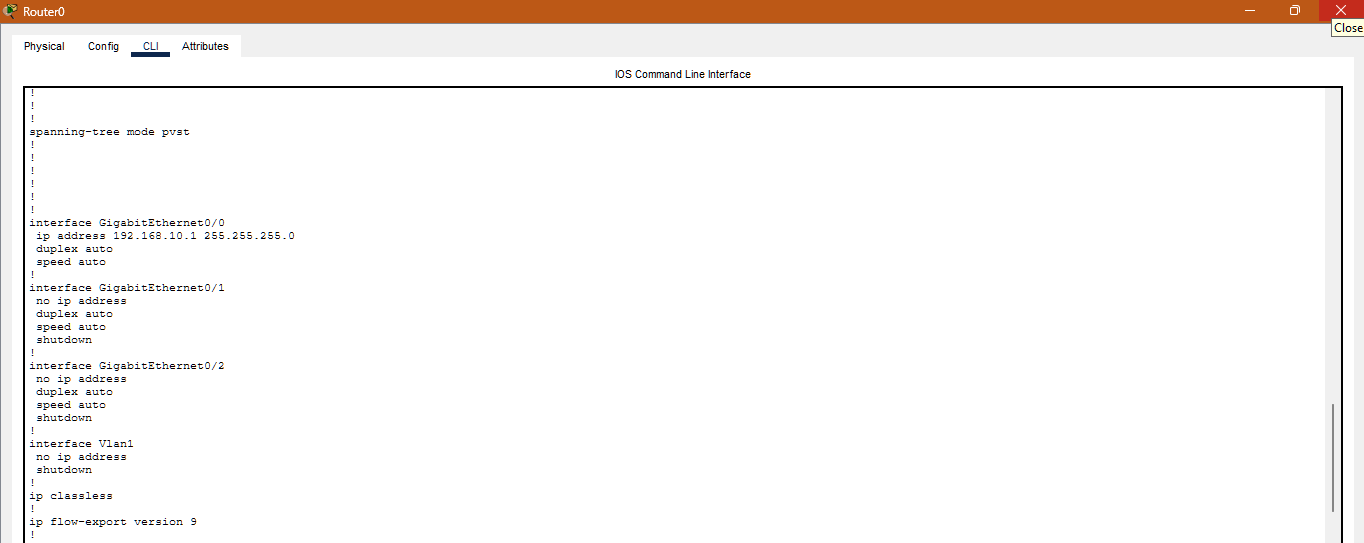 Router0
Close
Physical Config CLI Attributes
IOS Command Line Interface
!
!
!
spanning-tree mode pvst
!
!
!
!
!
!
interface GigabitEthernet0/0
ip address 192.168.10.1 255.255.255.0
duplex auto
speed auto
!
interface GigabitEthernet0/1
no ip address
duplex auto
speed auto
shutdown
!
interface GigabitEthernet0/2
no ip address
duplex auto
speed auto
shutdown
!
interface Vlan1
no ip address
shutdown
!
ip classless
!
ip flow-export version 9
!